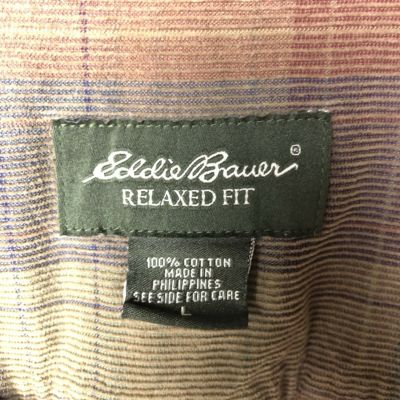 Eddie Bauer®
RELAXED FIT
100% COTTON
MADE IN
PHILIPPINES
SEE SIDE FOR CARE
L